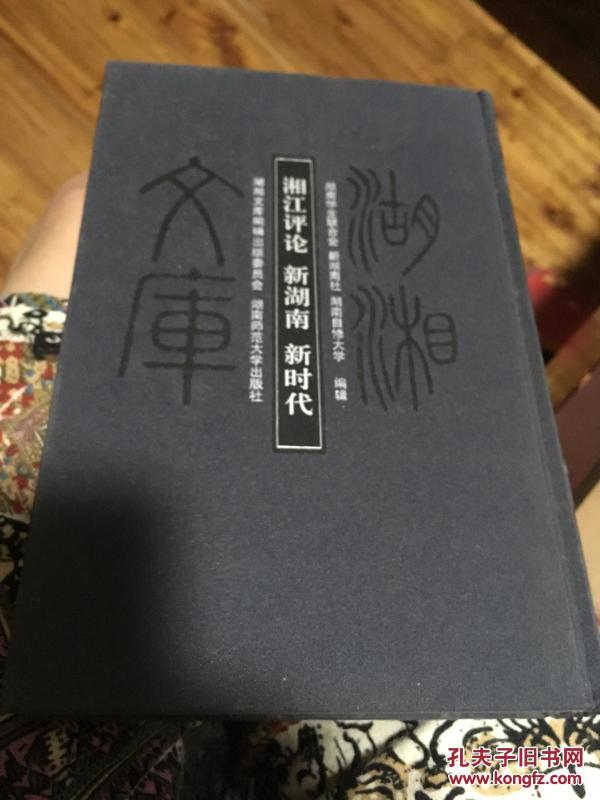 湖湘
文庫
湖南学生联合会 新湖南社 湖南自修大学 编辑
湘江评论 新湖南 新时代
湖湘文库编辑出版委员会 湖南师范大学出版社
孔夫子旧书网
www.kongfz.com